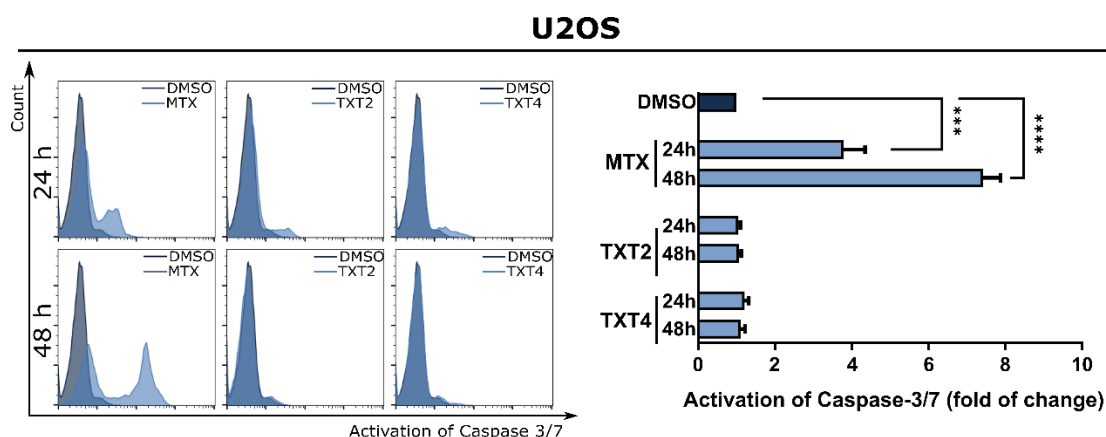 U2OS
Count
24 h
DMSO
MTX
DMSO
TXT2
DMSO
TXT4
48 h
DMSO
MTX
DMSO
TXT2
DMSO
TXT4
Activation of Caspase 3/7
DMSO
MTX
24h
48h
TXT2
24h
48h
TXT4
24h
48h
***
****
0 2 4 6 8 10
Activation of Caspase-3/7 (fold of change)